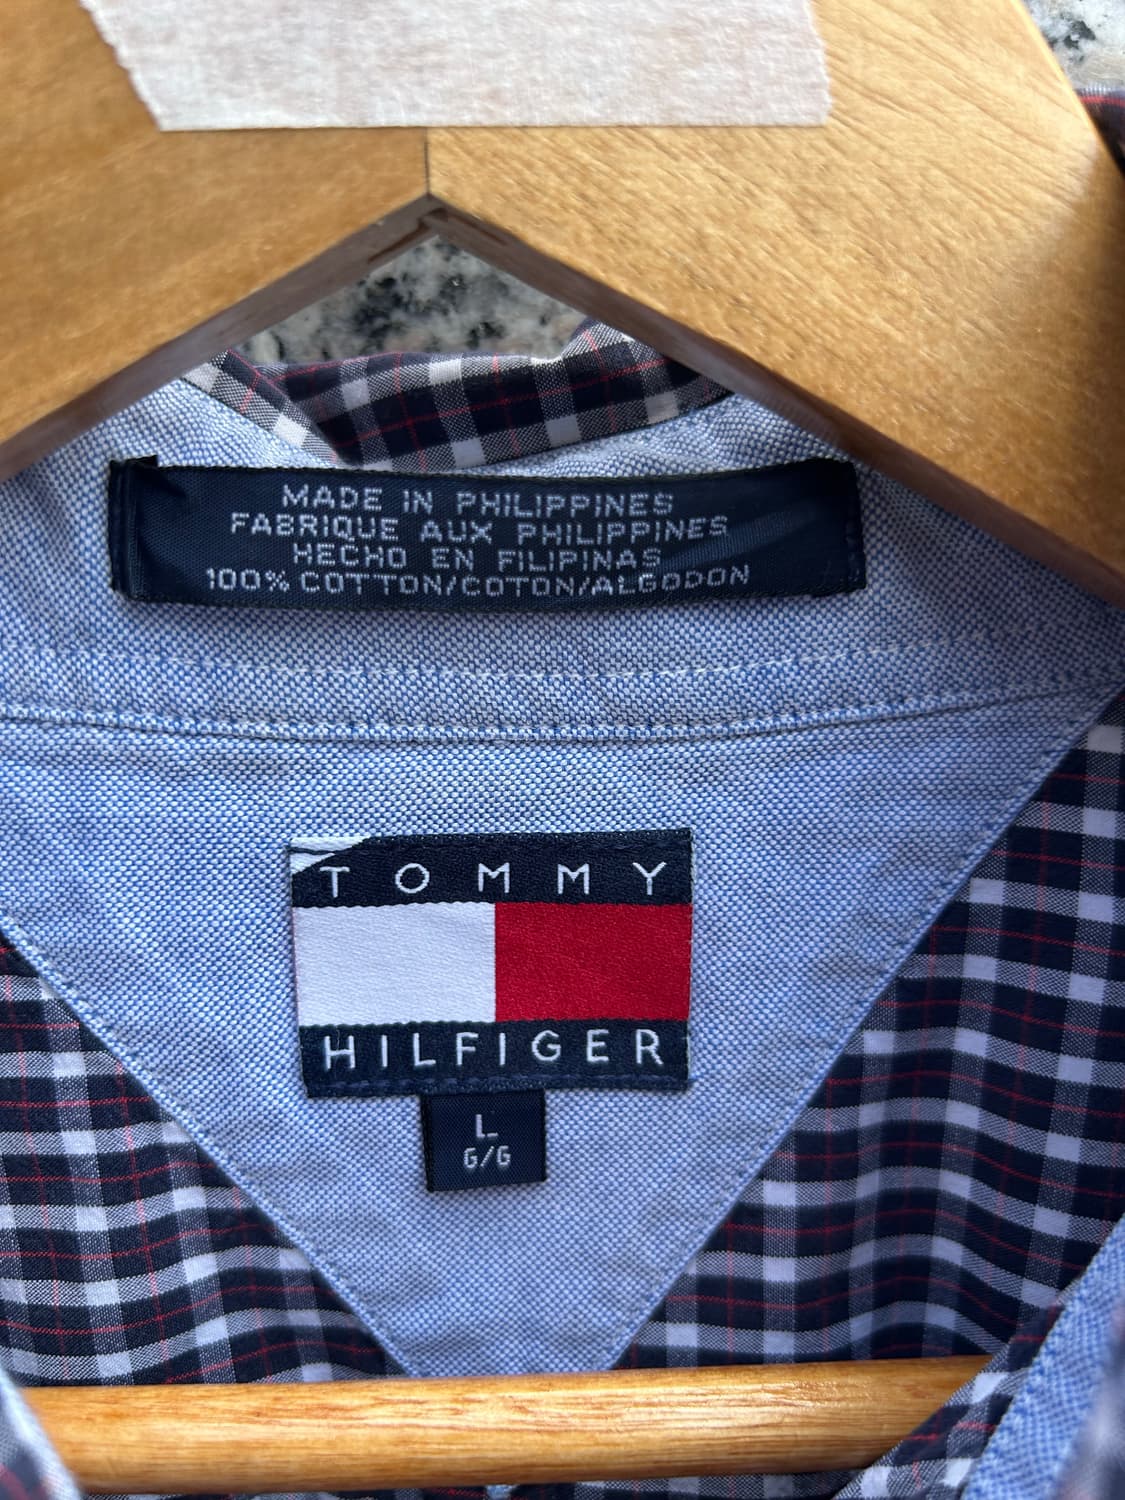 MADE IN PHILIPPINES
FABRIQUE AUX PHILIPPINES
HECHO EN FILIPINAS
100% COTTON/COTON/ALGODON
TOMMY
HILFIGER
L
G/G